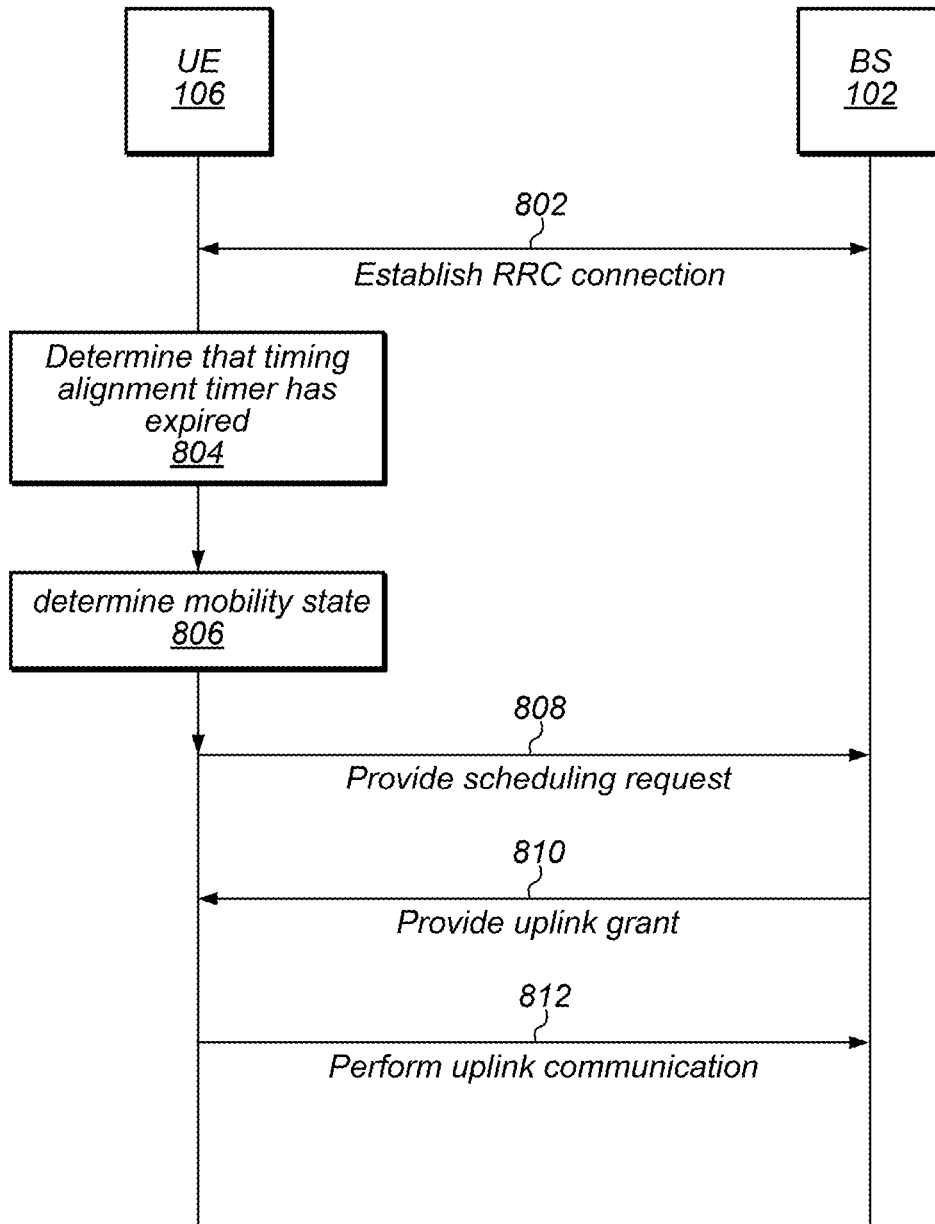 UE
106
BS
102
802
Establish RRC connection
Determine that timing
alignment timer has
expired
804
determine mobility state
806
808
Provide scheduling request
810
Provide uplink grant
812
Perform uplink communication